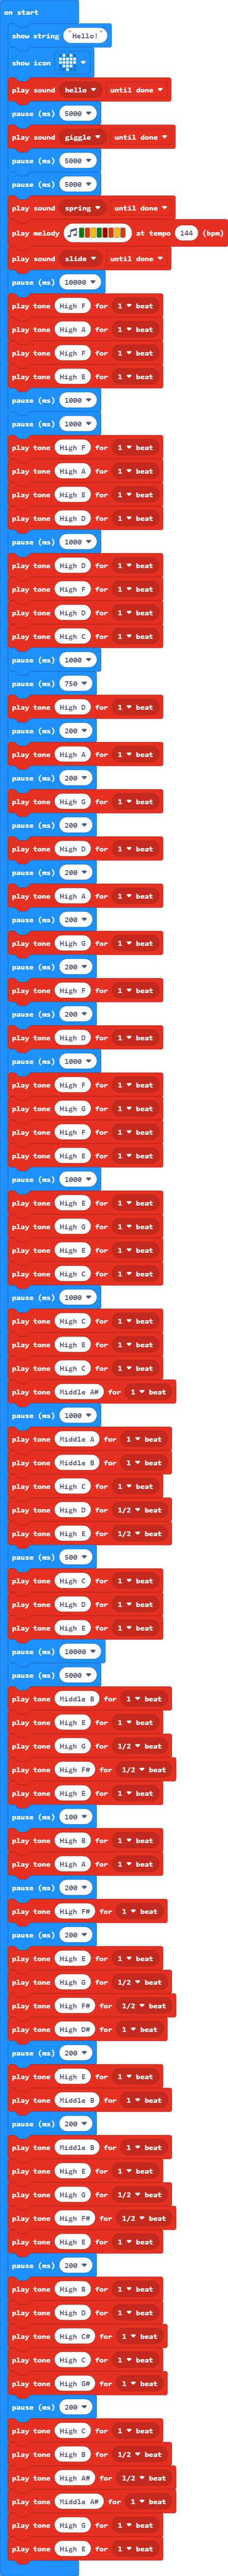 on start
show string "Hello!"
show icon
play sound hello until done
pause (ms) 5000
play sound giggle until done
pause (ms) 5000
pause (ms) 5000
play sound spring until done
play melody at tempo 144 (bpm)
play sound slide until done
pause (ms) 10000
play tone High F for 1 beat
play tone High A for 1 beat
play tone High F for 1 beat
play tone High E for 1 beat
pause (ms) 1000
pause (ms) 1000
play tone High F for 1 beat
play tone High A for 1 beat
play tone High E for 1 beat
play tone High D for 1 beat
pause (ms) 1000
play tone High D for 1 beat
play tone High F for 1 beat
play tone High D for 1 beat
play tone High C for 1 beat
pause (ms) 1000
pause (ms) 750
play tone High D for 1 beat
pause (ms) 200
play tone High A for 1 beat
pause (ms) 200
play tone High G for 1 beat
pause (ms) 200
play tone High D for 1 beat
pause (ms) 200
play tone High A for 1 beat
pause (ms) 200
play tone High G for 1 beat
pause (ms) 200
play tone High F for 1 beat
pause (ms) 200
play tone High D for 1 beat
pause (ms) 1000
play tone High F for 1 beat
play tone High G for 1 beat
play tone High F for 1 beat
play tone High E for 1 beat
pause (ms) 1000
play tone High E for 1 beat
play tone High G for 1 beat
play tone High E for 1 beat
play tone High C for 1 beat
pause (ms) 1000
play tone High C for 1 beat
play tone High E for 1 beat
play tone High C for 1 beat
play tone Middle A# for 1 beat
pause (ms) 1000
play tone Middle A for 1 beat
play tone Middle B for 1 beat
play tone High C for 1 beat
play tone High D for 1/2 beat
play tone High E for 1/2 beat
pause (ms) 500
play tone High C for 1 beat
play tone High D for 1 beat
play tone High E for 1 beat
pause (ms) 10000
pause (ms) 5000
play tone Middle B for 1 beat
play tone High E for 1 beat
play tone High G for 1/2 beat
play tone High F# for 1/2 beat
play tone High E for 1 beat
pause (ms) 100
play tone High B for 1 beat
play tone High A for 1 beat
pause (ms) 200
play tone High F# for 1 beat
pause (ms) 200
play tone High E for 1 beat
play tone High G for 1/2 beat
play tone High F# for 1/2 beat
play tone High D# for 1 beat
pause (ms) 200
play tone High E for 1 beat
play tone Middle B for 1 beat
pause (ms) 200
play tone Middle B for 1 beat
play tone High E for 1 beat
play tone High G for 1/2 beat
play tone High F# for 1/2 beat
play tone High E for 1 beat
pause (ms) 200
play tone High B for 1 beat
play tone High D for 1 beat
play tone High C# for 1 beat
play tone High C for 1 beat
play tone High G# for 1 beat
pause (ms) 200
play tone High C for 1 beat
play tone High B for 1/2 beat
play tone High A# for 1/2 beat
play tone Middle A# for 1 beat
play tone High G for 1 beat
play tone High E for 1 beat